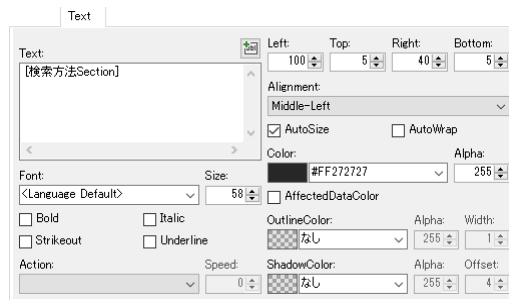 Text
Text:
[検索方法Section]
Left: Top: Right: Bottom:
100 5 40 5
Alignment:
Middle-Left
AutoSize AutoWrap
Color: Alpha:
#FF272727 255
AffectedDataColor
Font: Size:
<Language Default> 58
Bold Italic
Strikeout Underline
OutlineColor: Alpha: Width:
なし 255 1
Action: Speed:
0
ShadowColor: Alpha: Offset:
なし 255 4